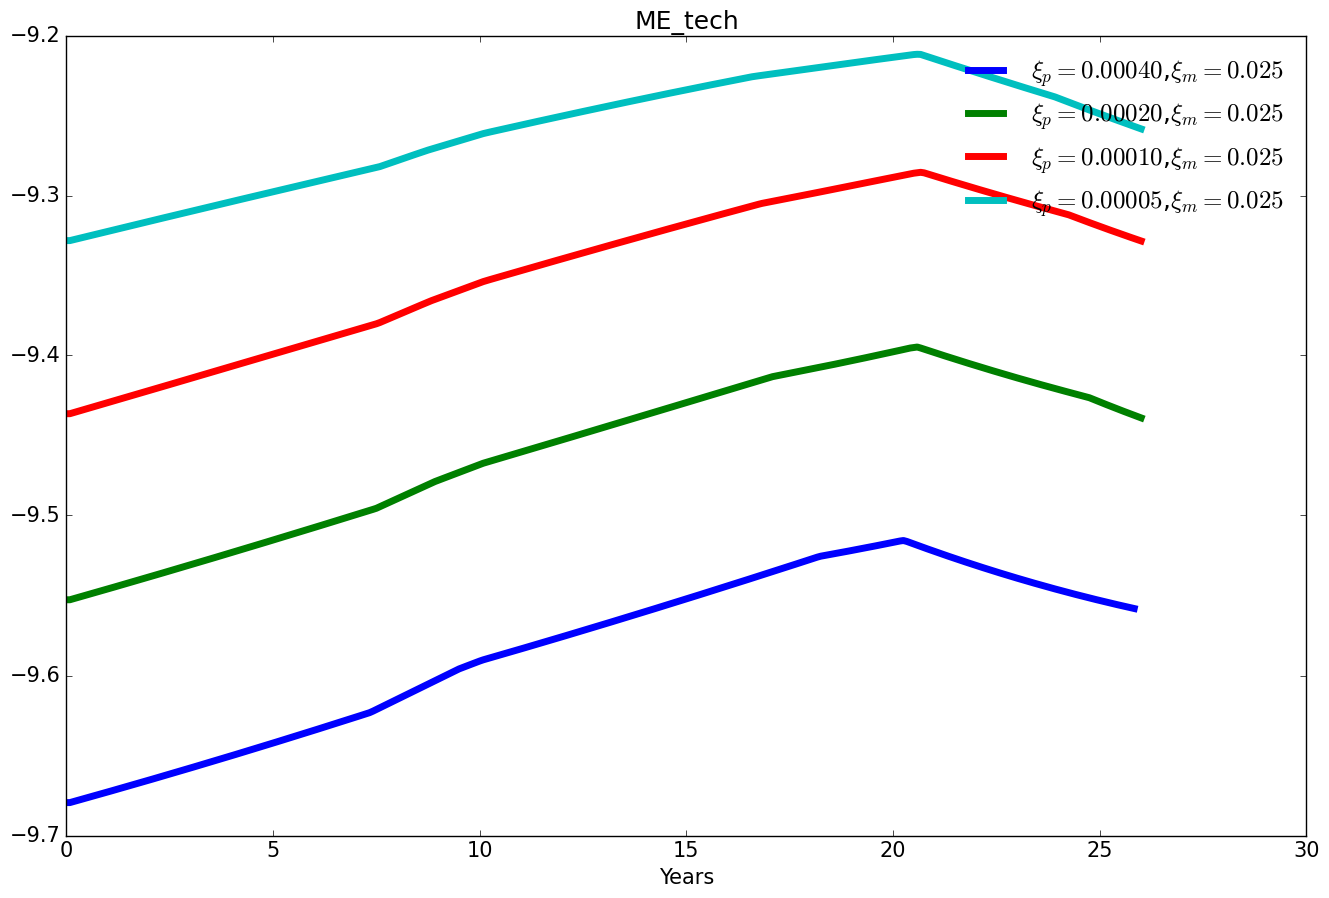 ME_tech
−9.2
−9.3
−9.4
−9.5
−9.6
−9.7
0 5 10 15 20 25 30
Years
ξp = 0.00040,ξm = 0.025
ξp = 0.00020,ξm = 0.025
ξp = 0.00010,ξm = 0.025
ξp = 0.00005,ξm = 0.025